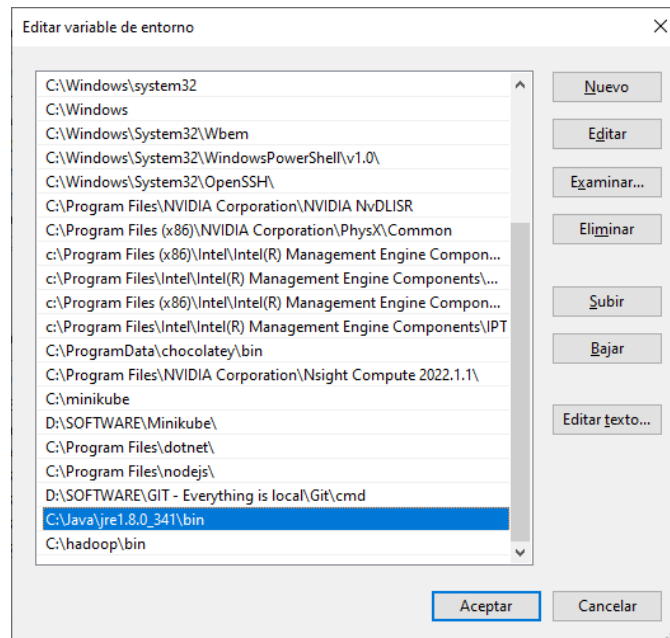 Editar variable de entorno
C:\Windows\system32
C:\Windows
C:\Windows\System32\Wbem
C:\Windows\System32\WindowsPowerShell\v1.0\
C:\Windows\System32\OpenSSH\
C:\Program Files\NVIDIA Corporation\NVIDIA NvDLISR
C:\Program Files (x86)\NVIDIA Corporation\PhysX\Common
c:\Program Files (x86)\Intel\Intel(R) Management Engine Compon...
c:\Program Files\Intel\Intel(R) Management Engine Components\...
c:\Program Files (x86)\Intel\Intel(R) Management Engine Compon...
c:\Program Files\Intel\Intel(R) Management Engine Components\IPT
C:\ProgramData\chocolatey\bin
C:\Program Files\NVIDIA Corporation\Nsight Compute 2022.1.1\
C:\minikube
D:\SOFTWARE\Minikube\
C:\Program Files\dotnet\
C:\Program Files\nodejs\
D:\SOFTWARE\GIT - Everything is local\Git\cmd
C:\Java\jre1.8.0_341\bin
C:\hadoop\bin
Nuevo
Editar
Examinar...
Eliminar
Subir
Bajar
Editar texto...
Aceptar
Cancelar